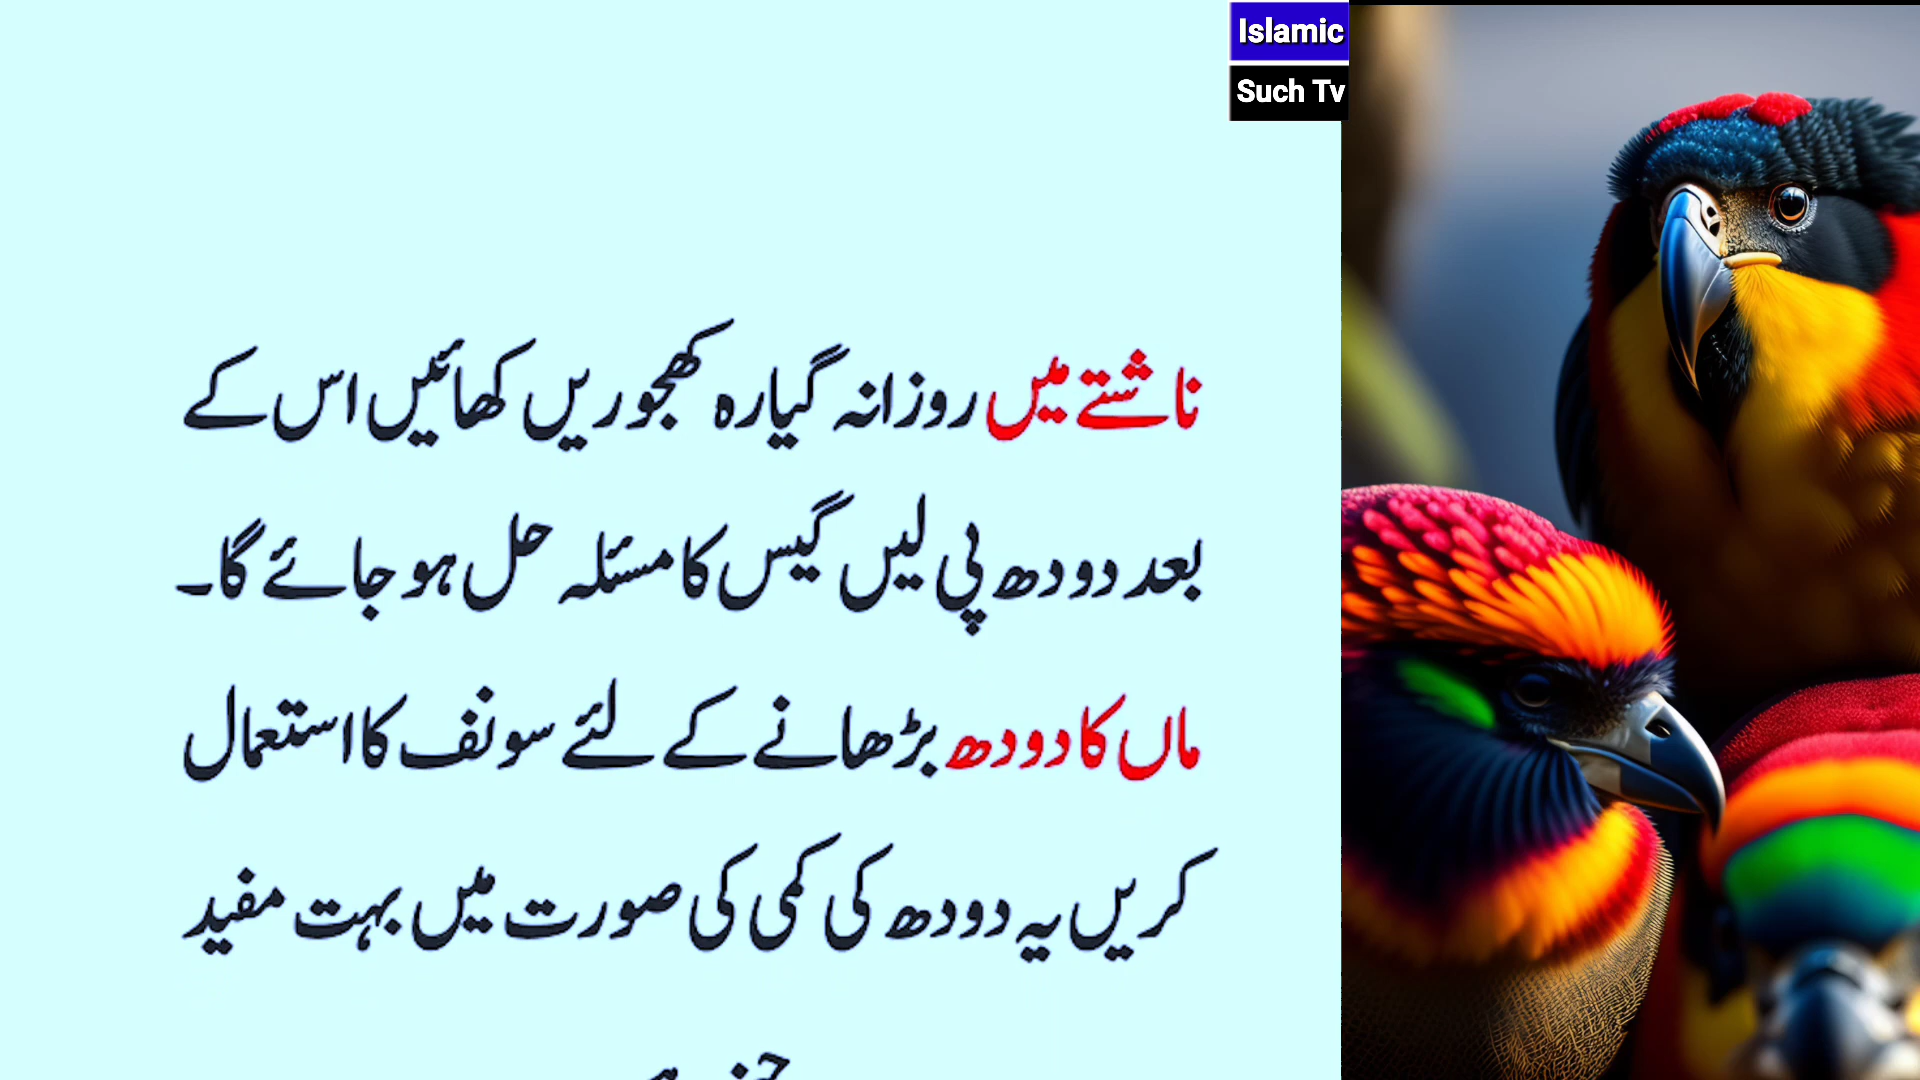 Islamic
Such Tv
ناشتے میں روزانہ گیارہ کھجوریں کھائیں اس کے
بعد دودھ پی لیں گیس کا مسئلہ حل ہو جائے گا۔
ماں کا دودھ بڑھانے کے لئے سونف کا استعمال
کریں یہ دودھ کی کمی کی صورت میں بہت مفید